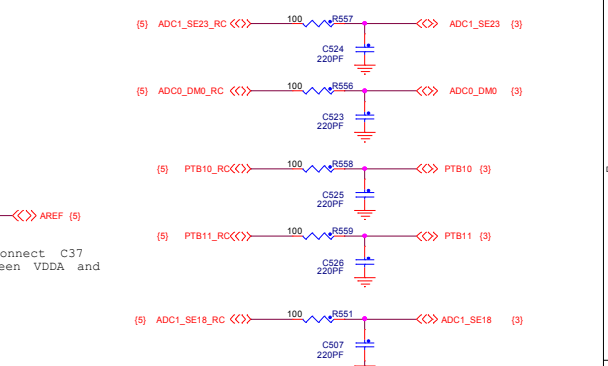 {5} ADC1_SE23_RC 100 R557 ADC1_SE23 {3}
C524
220PF
{5} ADC0_DM0_RC 100 R556 ADC0_DM0 {3}
C523
220PF
{5} PTB10_RC 100 R558 PTB10 {3}
C525
220PF
AREF {5}
{5} PTB11_RC 100 R559 PTB11 {3}
onnect C37
een VDDA and
C526
220PF
{5} ADC1_SE18_RC 100 R551 ADC1_SE18 {3}
C507
220PF